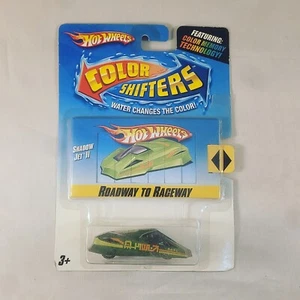 Hot Wheels
FEATURING:
COLOR MEMORY
TECHNOLOGY!
COLOR
SHIFTERS
WATER CHANGES THE COLOR!
Hot Wheels
SHADOW
JET II
ROADWAY TO RACEWAY
3+